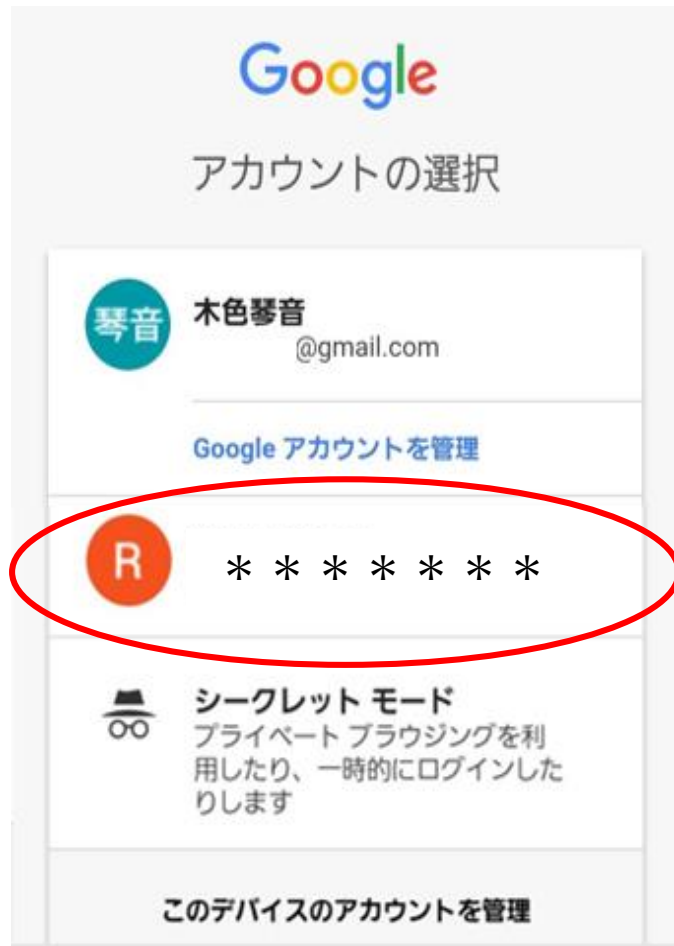 Google
アカウントの選択
琴音
木色琴音
@gmail.com
Google アカウントを管理
R
＊＊＊＊＊＊＊
シークレット モード
プライベート ブラウジングを利
用したり、一時的にログインした
りします
このデバイスのアカウントを管理